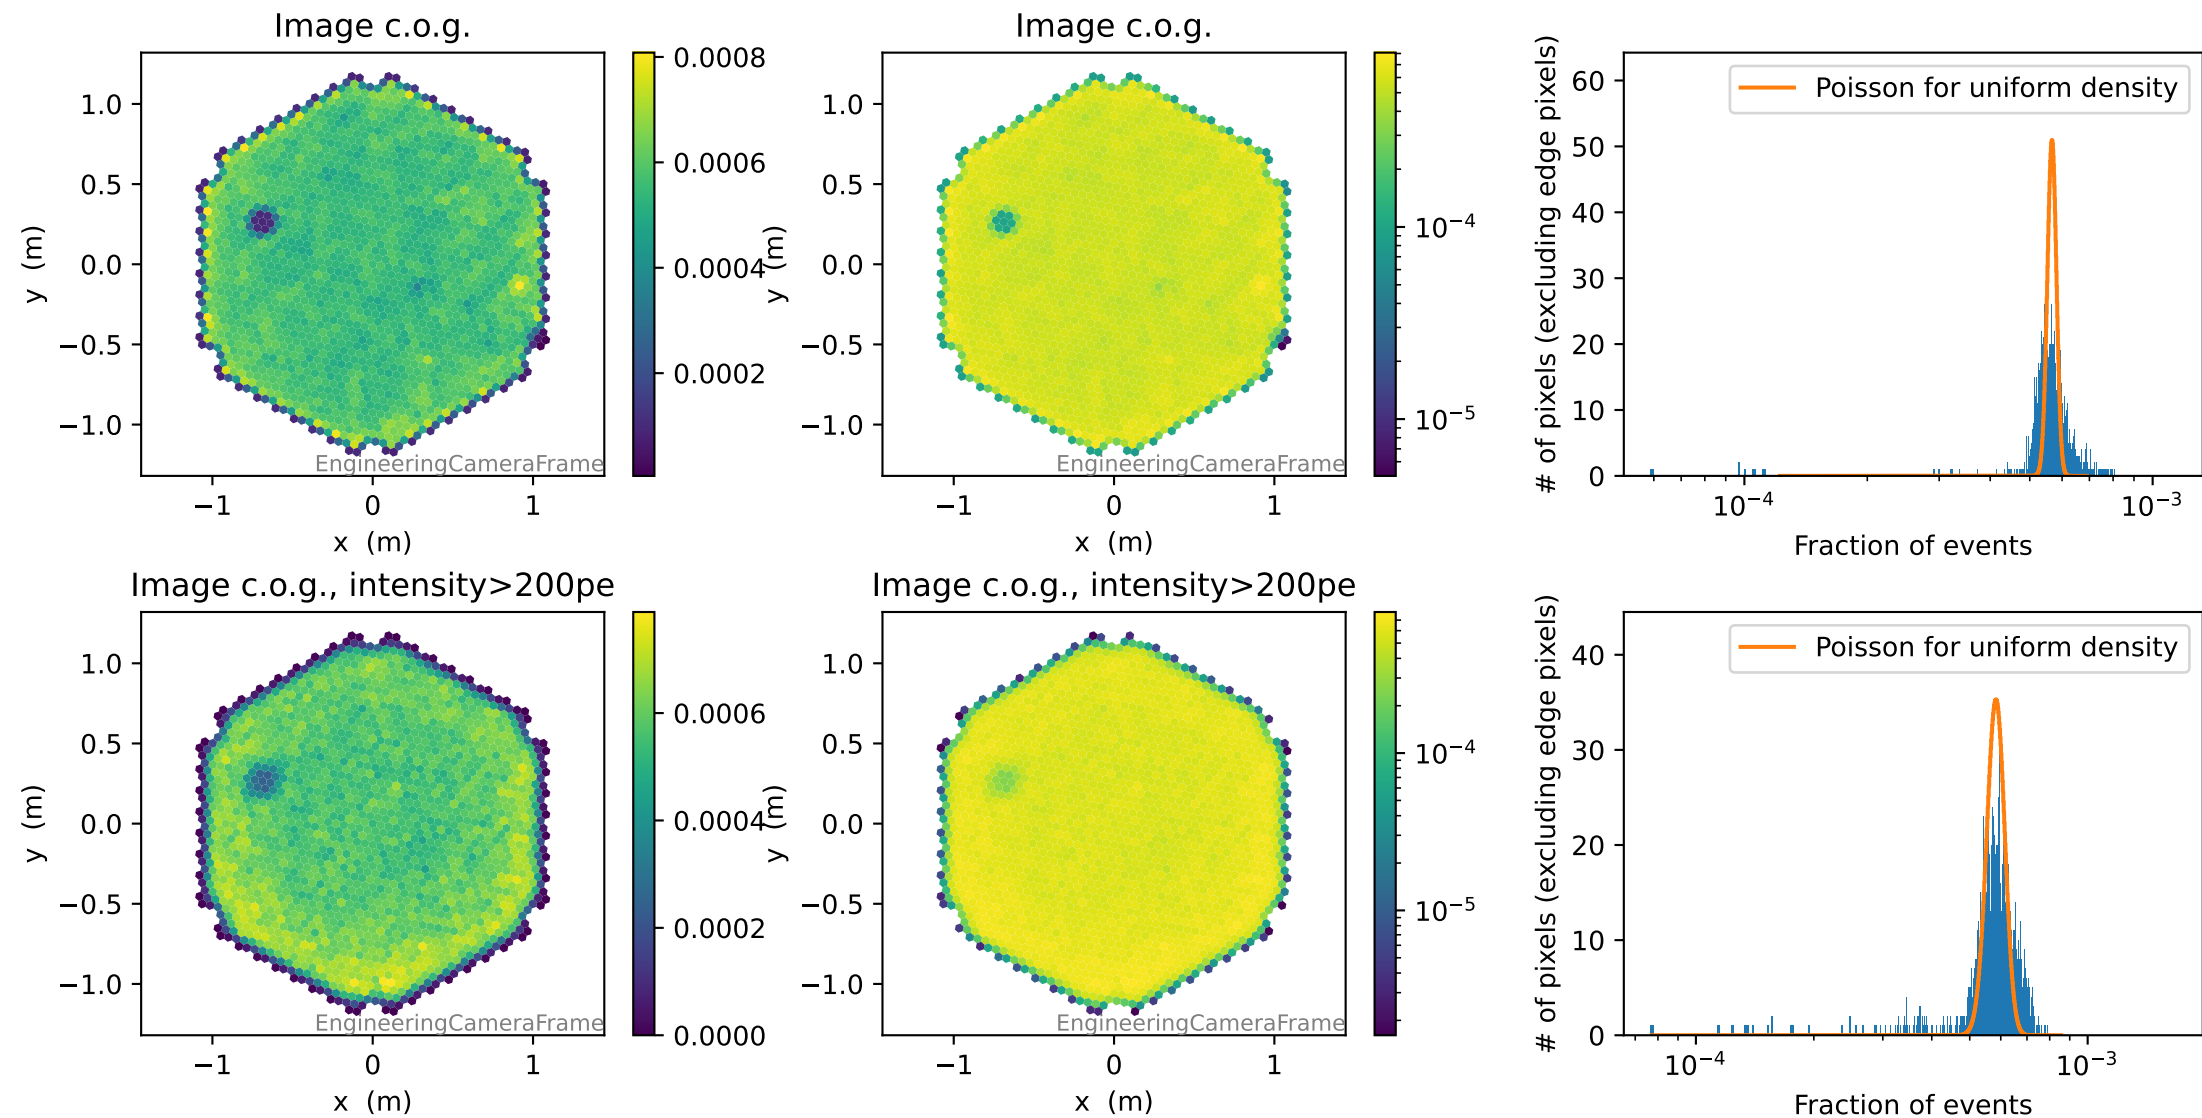 Image c.o.g.
1.0
0.5
0.0
−0.5
−1.0
y (m)
−1
0
1
x (m)
EngineeringCameraFrame
0.0008
0.0006
0.0004
0.0002
Image c.o.g.
1.0
0.5
0.0
−0.5
−1.0
y (m)
−1
0
1
x (m)
EngineeringCameraFrame
10⁻⁴
10⁻⁵
Poisson for uniform density
60
50
40
30
20
10
0
# of pixels (excluding edge pixels)
10⁻⁴
10⁻³
Fraction of events
Image c.o.g., intensity>200pe
1.0
0.5
0.0
−0.5
−1.0
y (m)
−1
0
1
x (m)
EngineeringCameraFrame
0.0006
0.0004
0.0002
0.0000
Image c.o.g., intensity>200pe
1.0
0.5
0.0
−0.5
−1.0
y (m)
−1
0
1
x (m)
EngineeringCameraFrame
10⁻⁴
10⁻⁵
Poisson for uniform density
40
30
20
10
0
# of pixels (excluding edge pixels)
10⁻⁴
10⁻³
Fraction of events